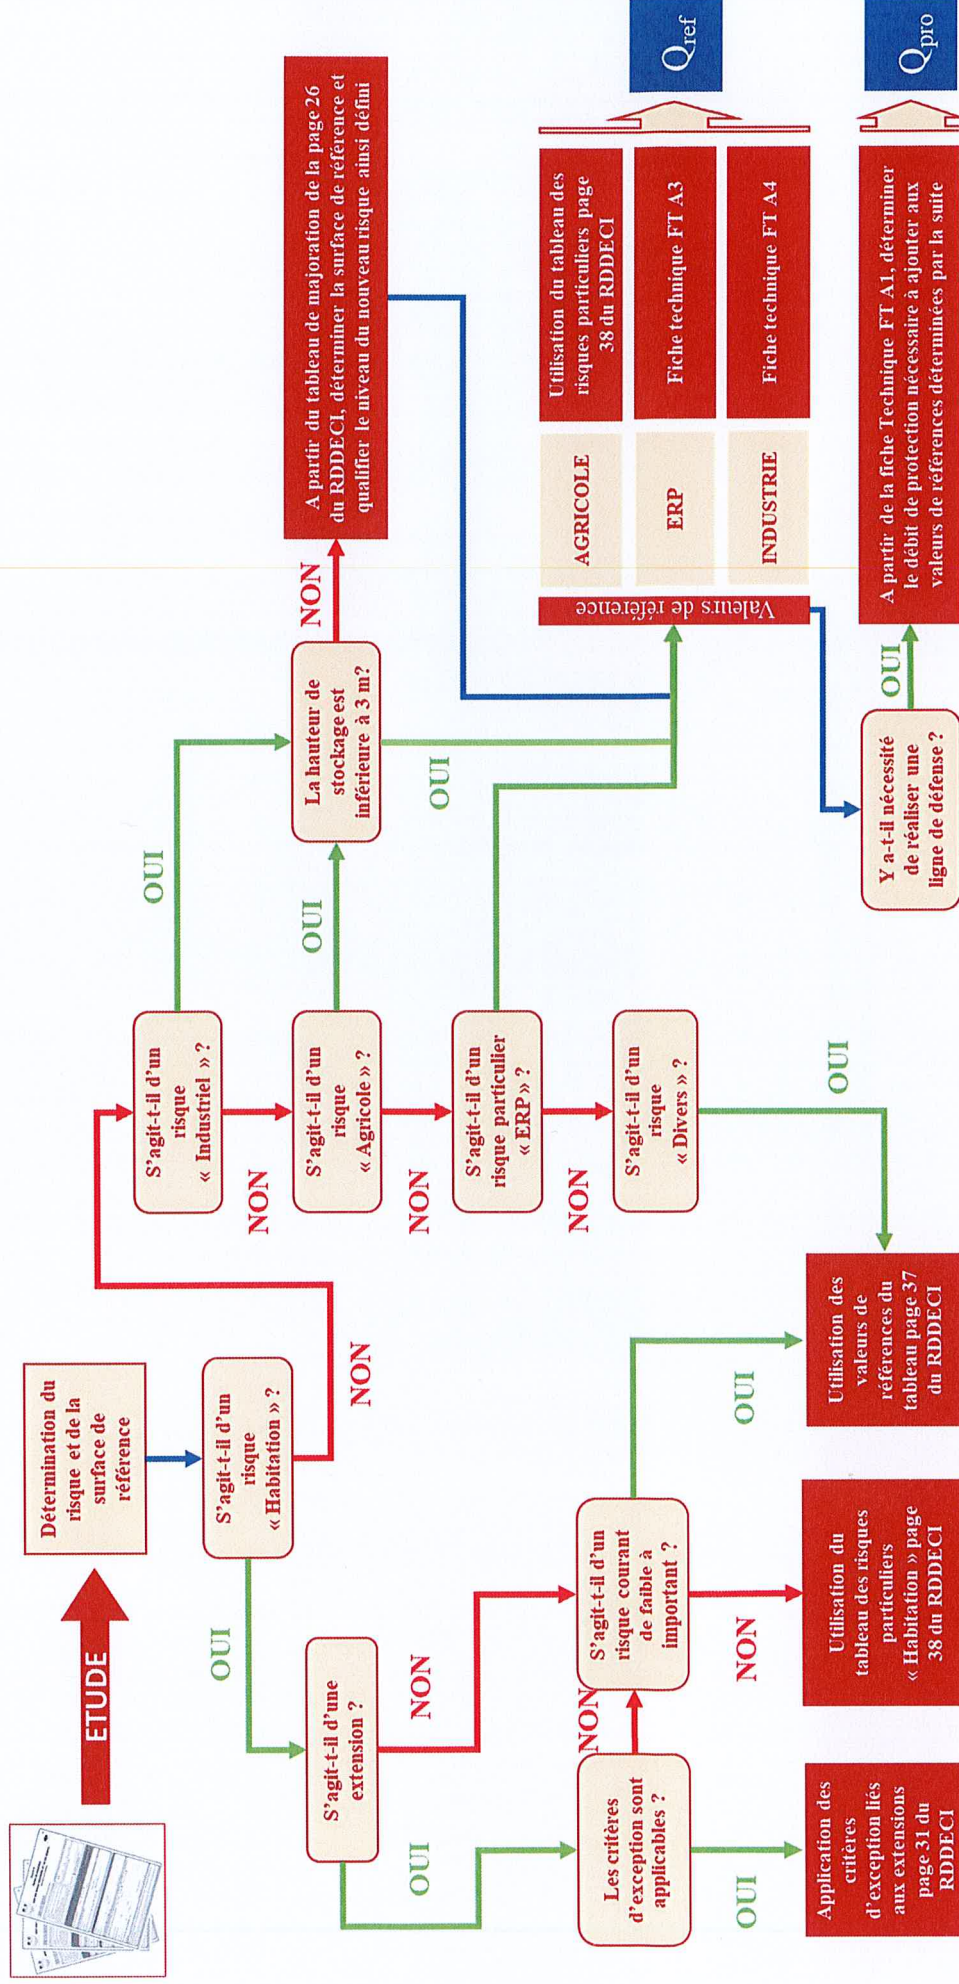 ETUDE
Détermination du
risque et de la
surface de
référence
S'agit-t-il d'un
risque
« Habitation » ?
OUI
NON
S'agit-t-il d'une
extension ?
OUI
NON
Les critères
d'exception sont
applicables ?
NON
OUI
S'agit-t-il d'un
risque courant
de faible à
important ?
OUI
NON
Application des
critères
d'exception liés
aux extensions
page 31 du
RDDECI
Utilisation du
tableau des risques
particuliers
« Habitation » page
38 du RDDECI
Utilisation des
valeurs de
références du
tableau page 37
du RDDECI
S'agit-t-il d'un
risque
« Industriel » ?
OUI
NON
S'agit-t-il d'un
risque
« Agricole » ?
OUI
NON
S'agit-t-il d'un
risque particulier
« ERP » ?
NON
S'agit-t-il d'un
risque
« Divers » ?
OUI
La hauteur de
stockage est
inférieure à 3 m?
NON
OUI
A partir du tableau de majoration de la page 26
du RDDECI, déterminer la surface de référence et
qualifier le niveau du nouveau risque ainsi défini
Valeurs de référence
AGRICOLE
Utilisation du tableau des
risques particuliers page
38 du RDDECI
ERP
Fiche technique FT A3
INDUSTRIE
Fiche technique FT A4
Qref
Y a-t-il nécessité
de réaliser une
ligne de défense ?
OUI
A partir de la fiche Technique FT A1, déterminer
le débit de protection nécessaire à ajouter aux
valeurs de références déterminées par la suite
Qpro